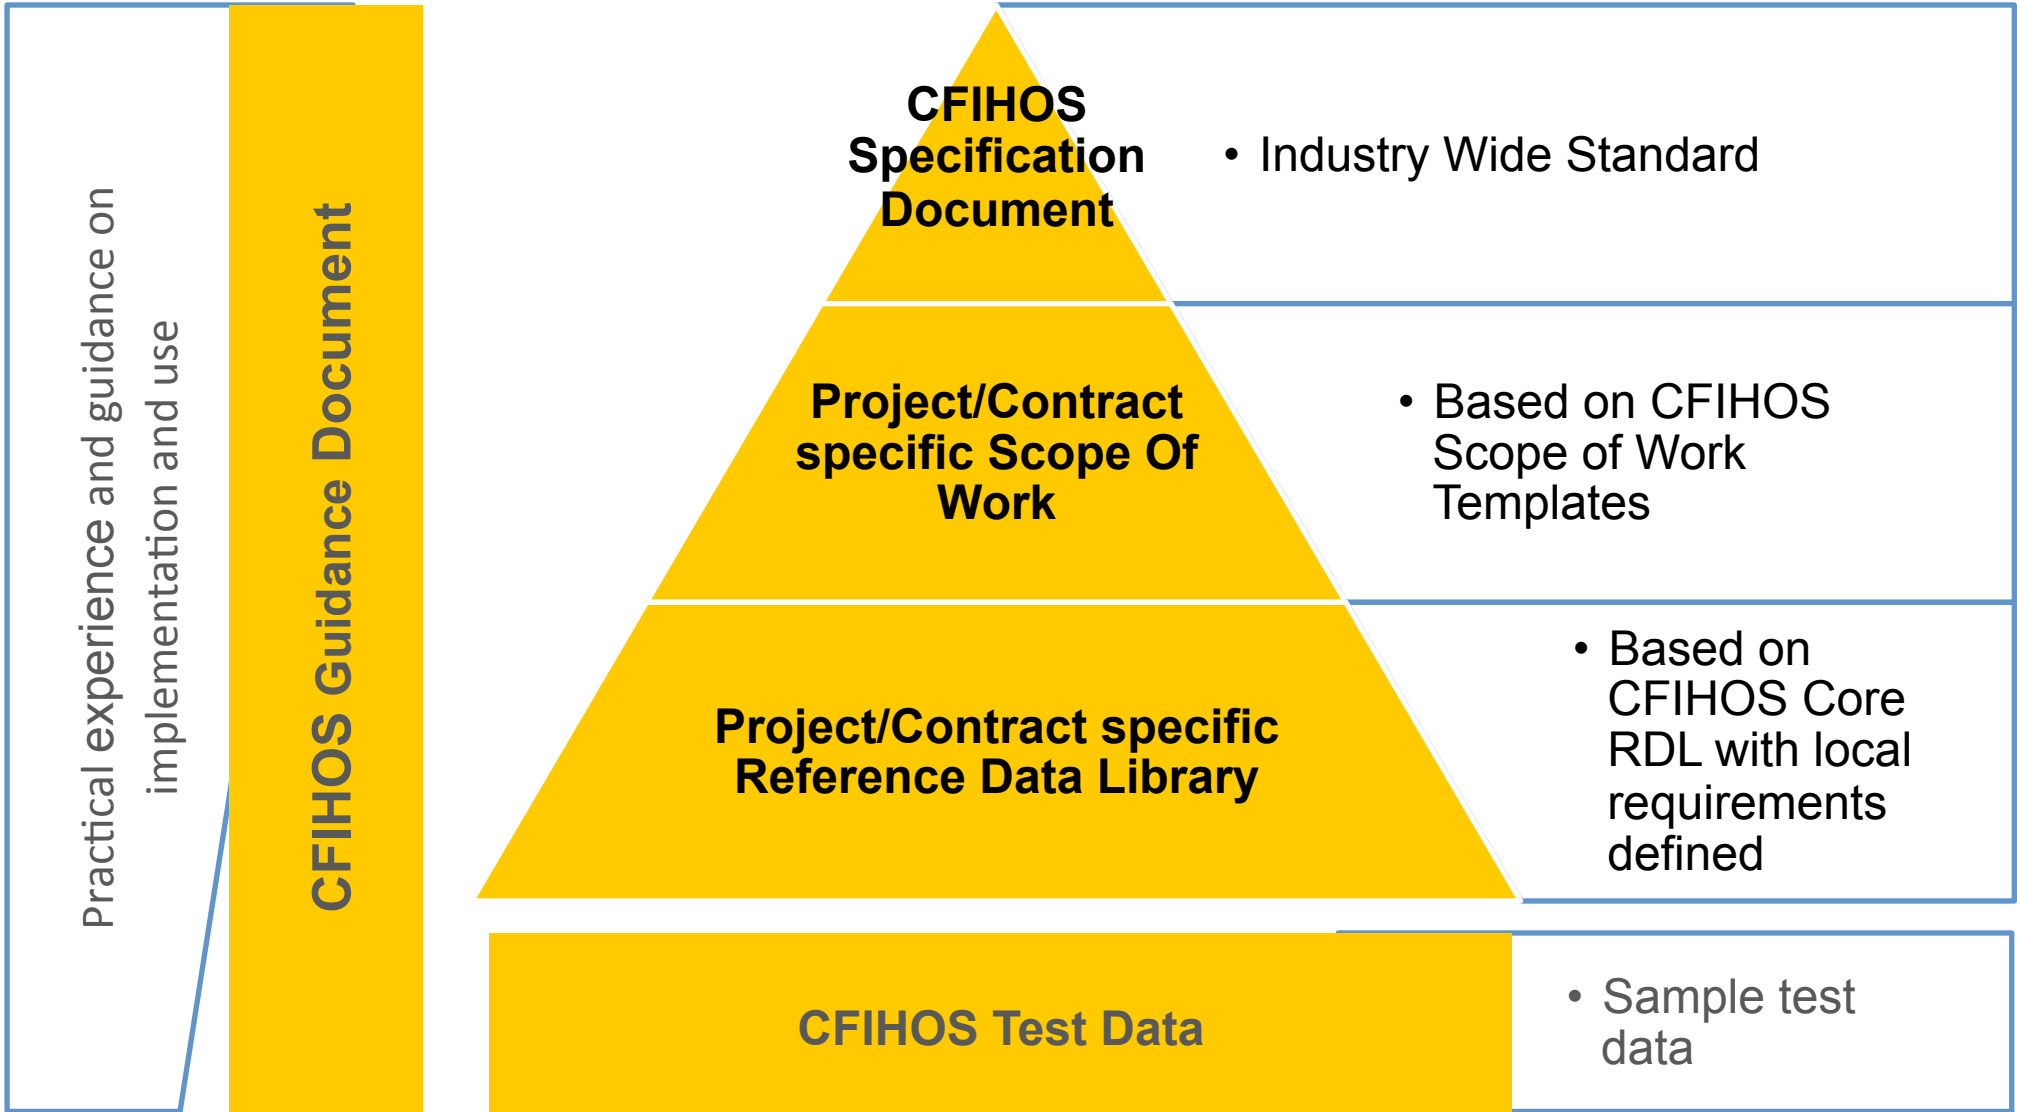 Practical experience and guidance on
implementation and use
CFIHOS Guidance Document
CFIHOS
Specification
Document
• Industry Wide Standard
Project/Contract
specific Scope Of
Work
• Based on CFIHOS
Scope of Work
Templates
Project/Contract specific
Reference Data Library
• Based on
CFIHOS Core
RDL with local
requirements
defined
CFIHOS Test Data
• Sample test
data